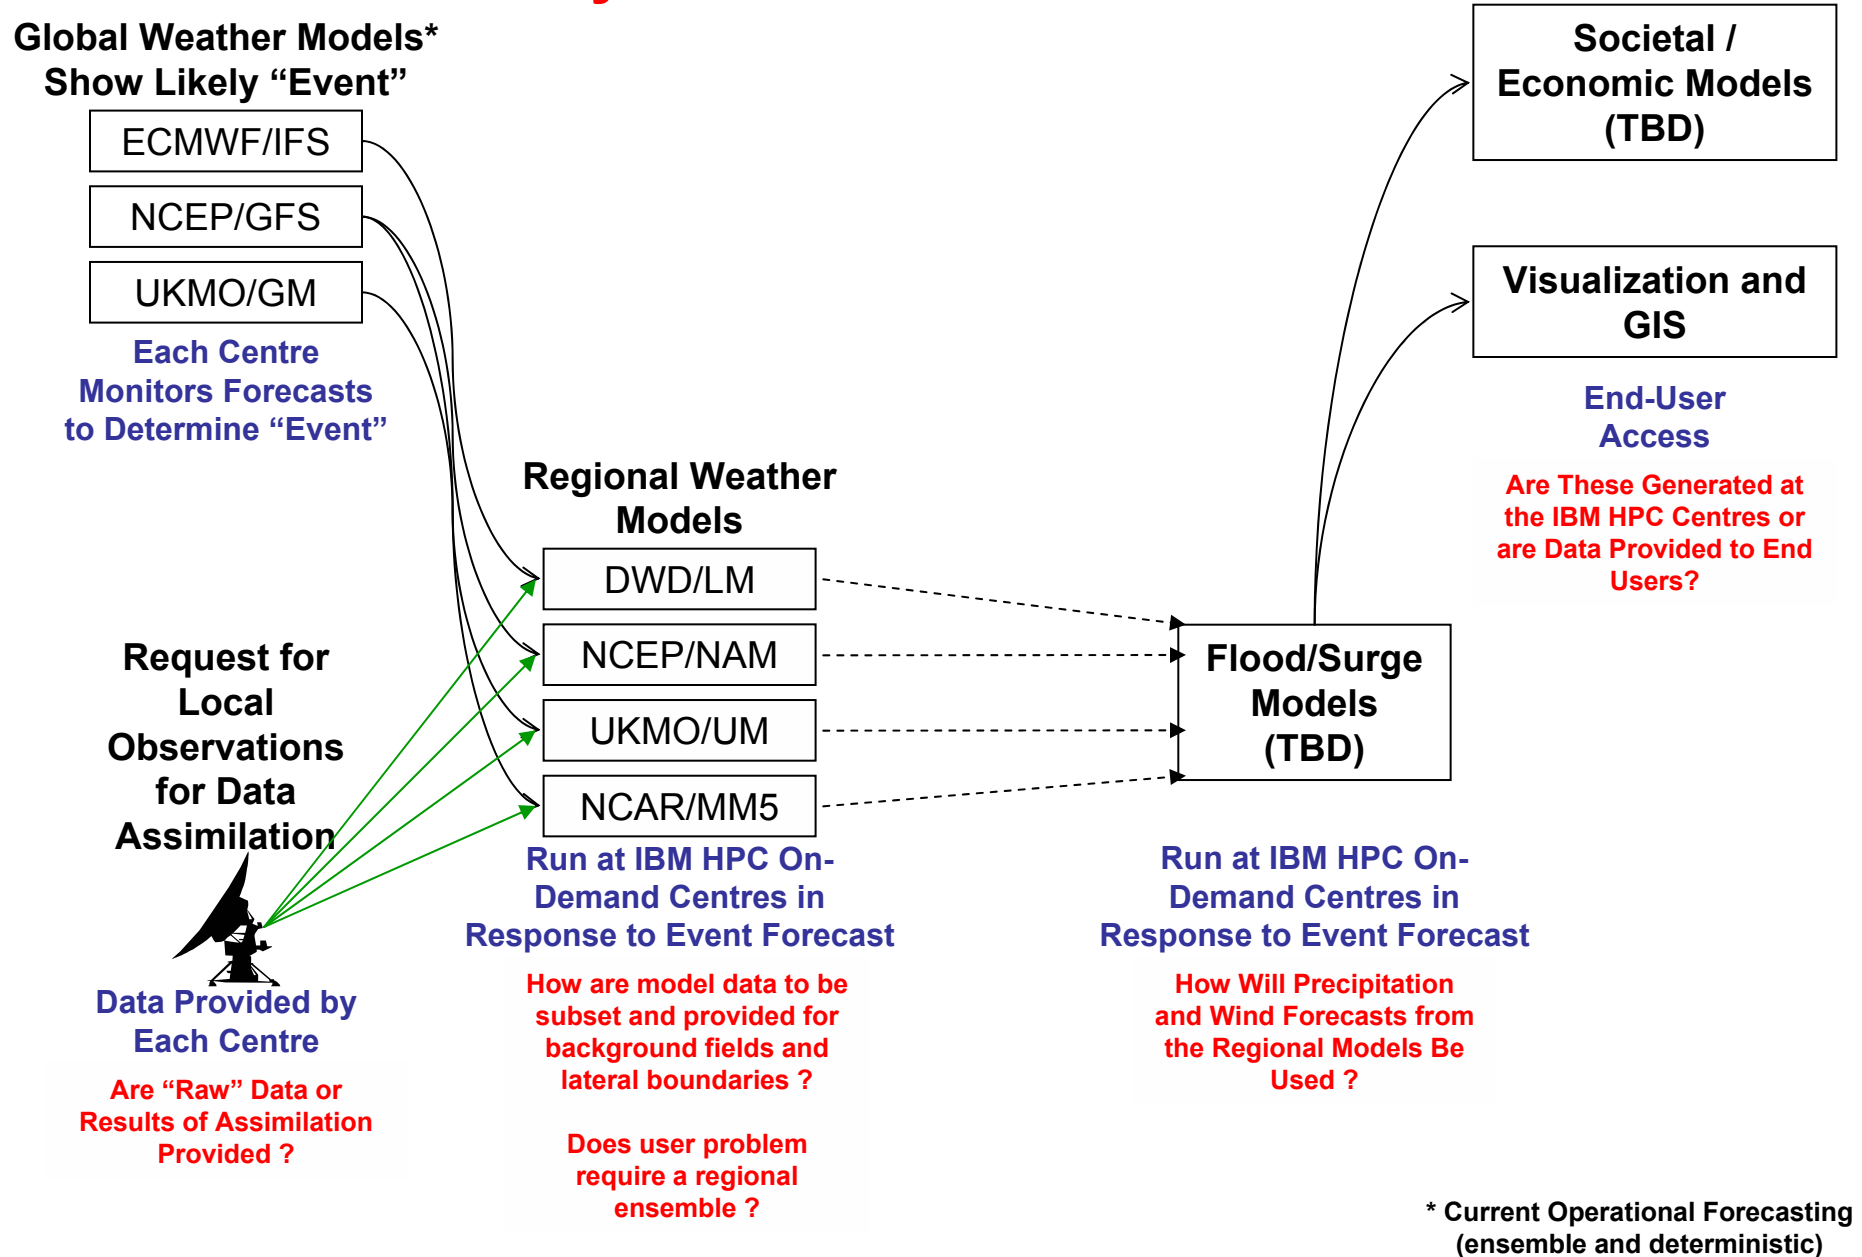 Global Weather Models*
Show Likely “Event”
ECMWF/IFS
NCEP/GFS
UKMO/GM
Each Centre
Monitors Forecasts
to Determine “Event”
Request for
Local
Observations
for Data
Assimilation
Data Provided by
Each Centre
Are “Raw” Data or
Results of Assimilation
Provided ?
Regional Weather
Models
DWD/LM
NCEP/NAM
UKMO/UM
NCAR/MM5
Run at IBM HPC On-
Demand Centres in
Response to Event Forecast
How are model data to be
subset and provided for
background fields and
lateral boundaries ?
Does user problem
require a regional
ensemble ?
Flood/Surge
Models
(TBD)
Run at IBM HPC On-
Demand Centres in
Response to Event Forecast
How Will Precipitation
and Wind Forecasts from
the Regional Models Be
Used ?
Societal /
Economic Models
(TBD)
Visualization and
GIS
End-User
Access
Are These Generated at
the IBM HPC Centres or
are Data Provided to End
Users?
* Current Operational Forecasting
(ensemble and deterministic)